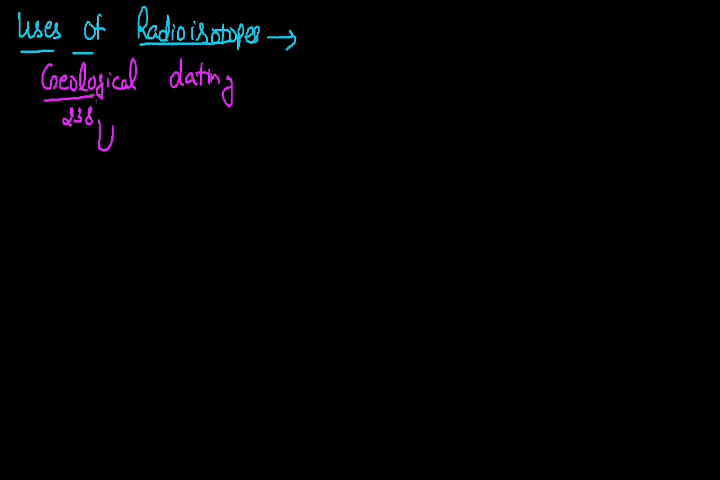 Uses of Radioisotopes →
Geological dating
²³⁸U